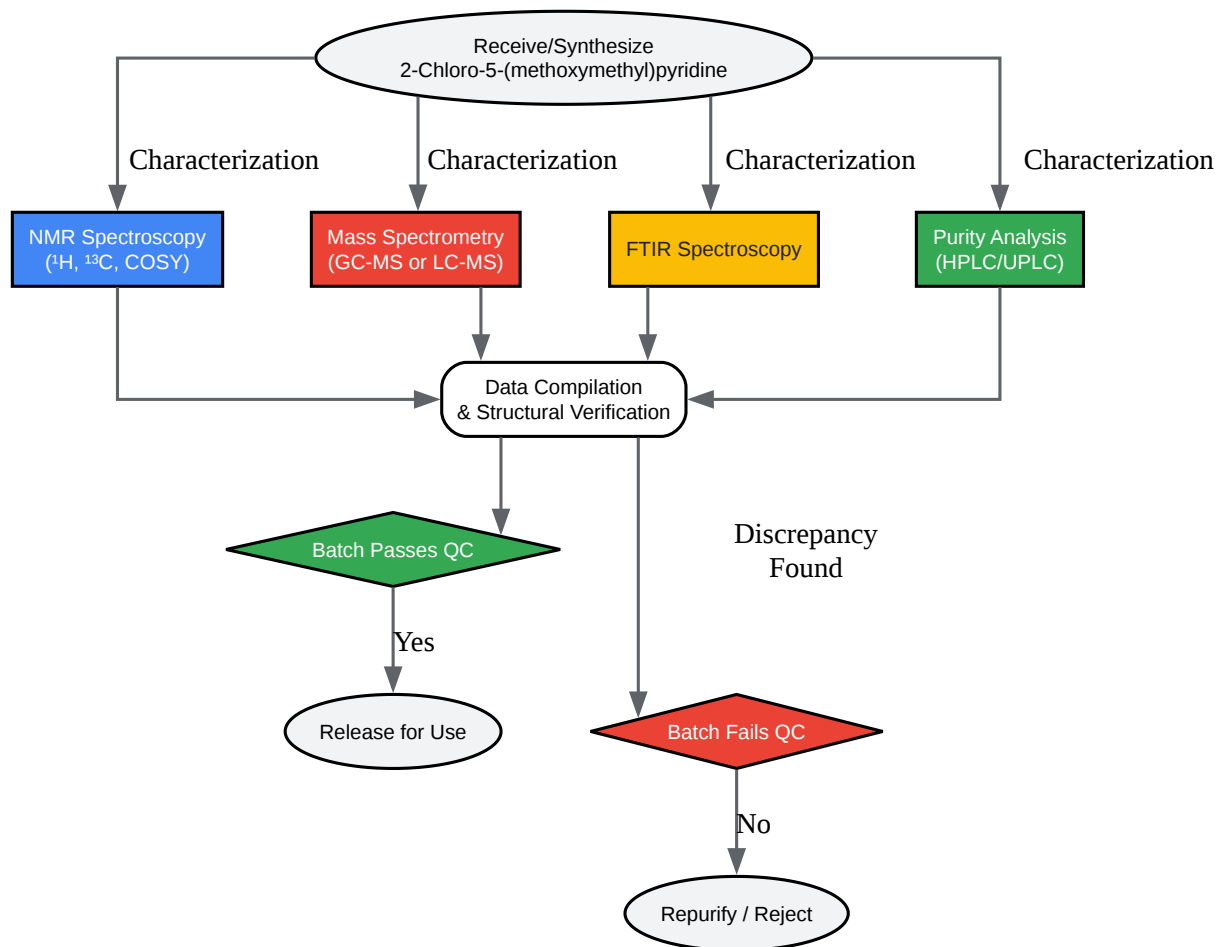 Receive/Synthesize
2-Chloro-5-(methoxymethyl)pyridine
Characterization
Characterization
Characterization
Characterization
NMR Spectroscopy
(¹H, ¹³C, COSY)
Mass Spectrometry
(GC-MS or LC-MS)
FTIR Spectroscopy
Purity Analysis
(HPLC/UPLC)
Data Compilation
& Structural Verification
Discrepancy
Found
Batch Passes QC
Yes
Release for Use
Batch Fails QC
No
Repurify / Reject